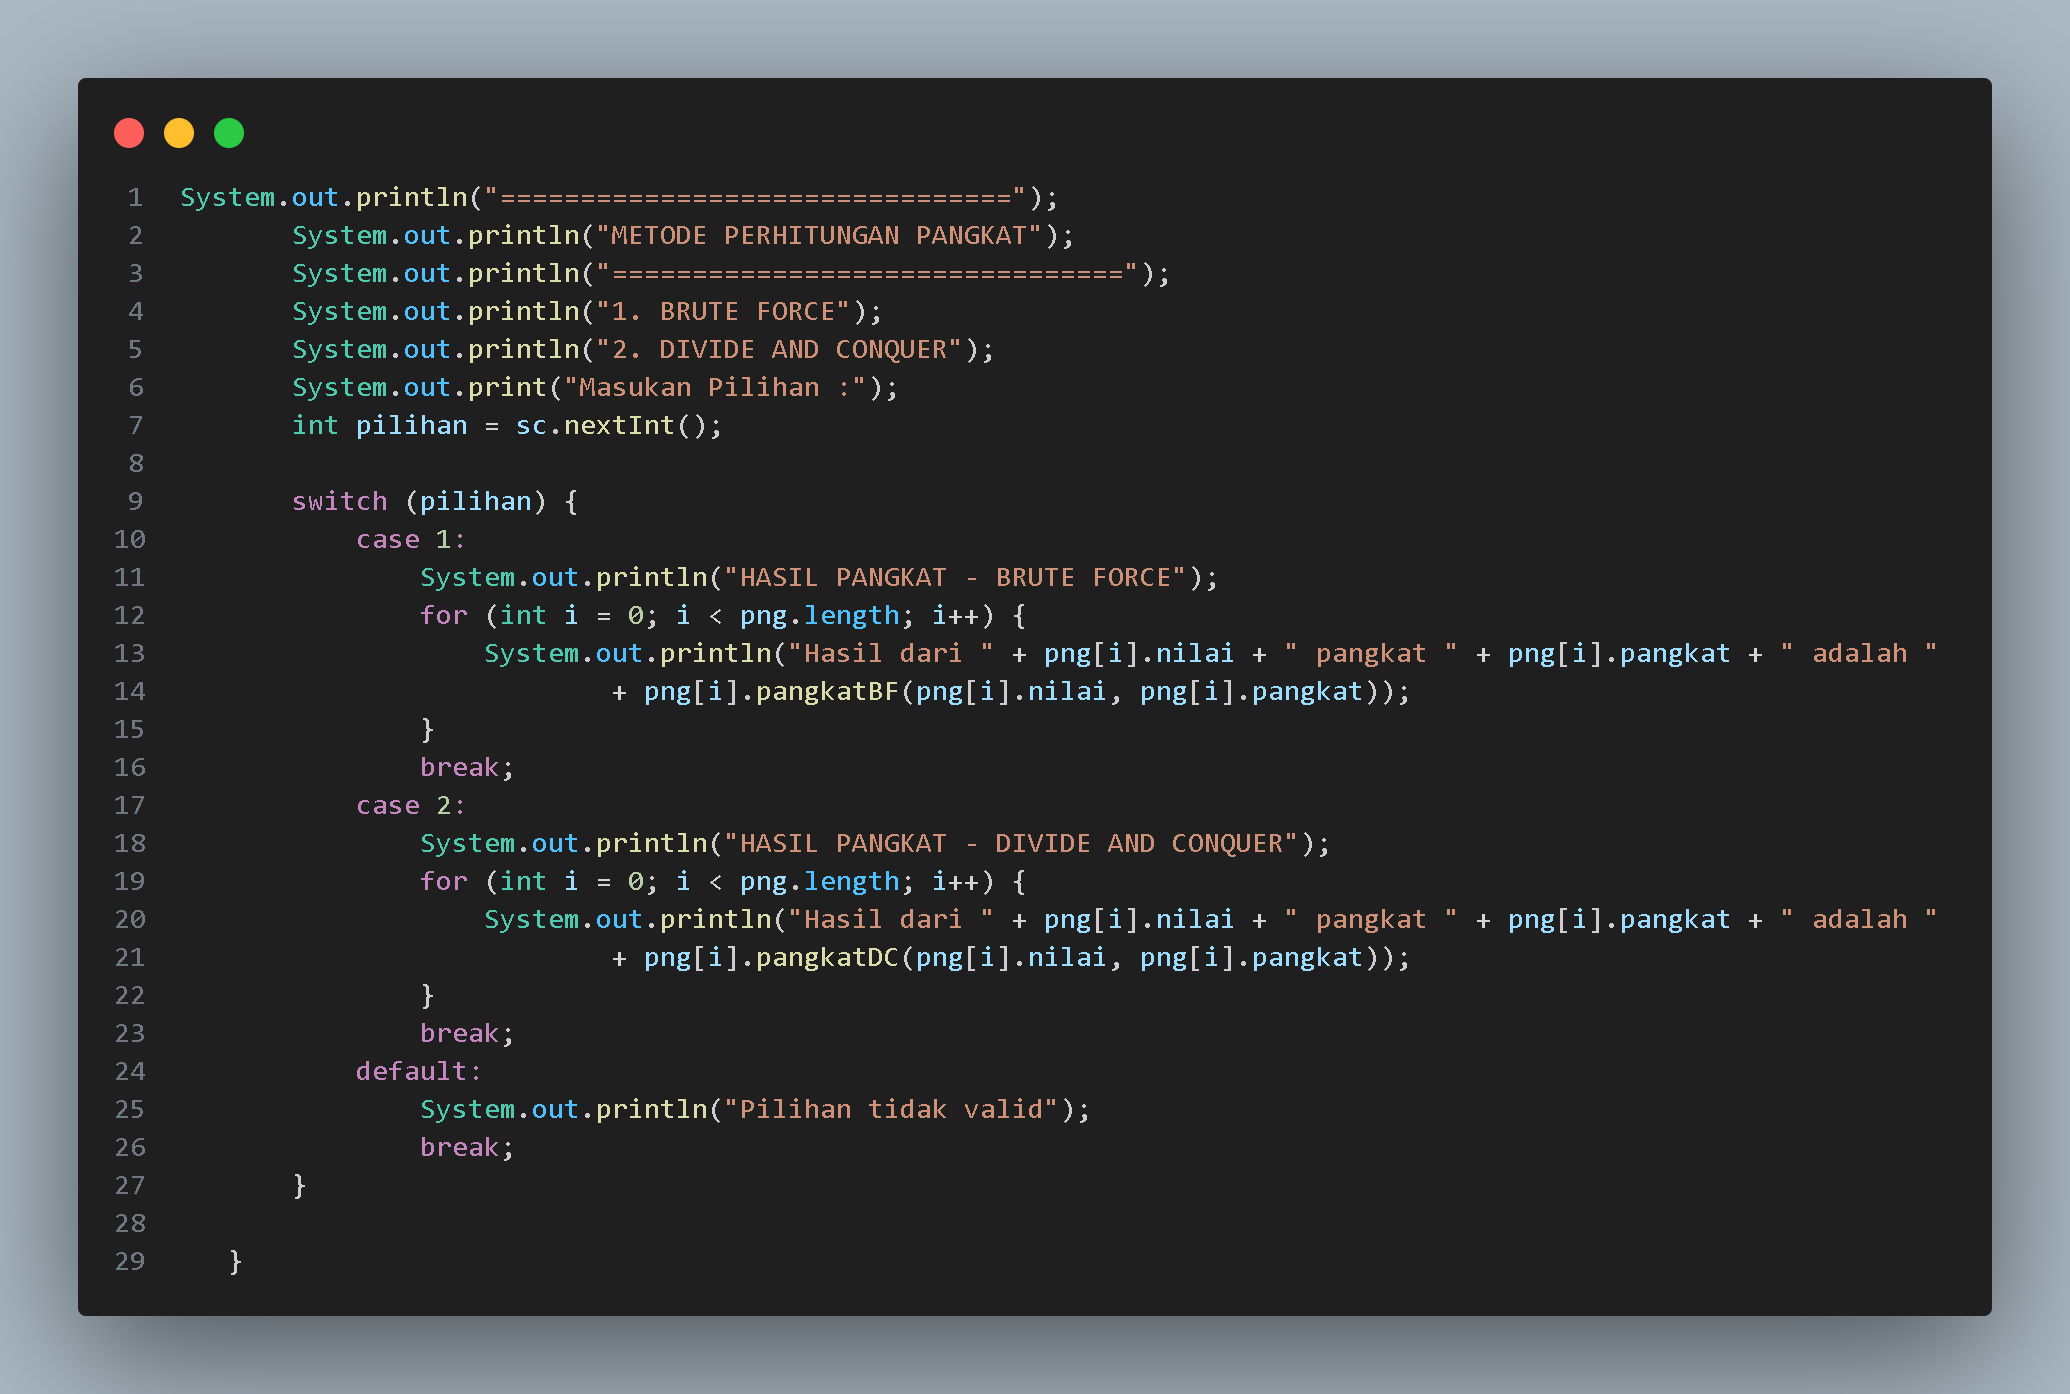 1 System.out.println("================================");
2 System.out.println("METODE PERHITUNGAN PANGKAT");
3 System.out.println("================================");
4 System.out.println("1. BRUTE FORCE");
5 System.out.println("2. DIVIDE AND CONQUER");
6 System.out.print("Masukan Pilihan :");
7 int pilihan = sc.nextInt();
8
9 switch (pilihan) {
10 case 1:
11 System.out.println("HASIL PANGKAT - BRUTE FORCE");
12 for (int i = 0; i < png.length; i++) {
13 System.out.println("Hasil dari " + png[i].nilai + " pangkat " + png[i].pangkat + " adalah "
14 + png[i].pangkatBF(png[i].nilai, png[i].pangkat));
15 }
16 break;
17 case 2:
18 System.out.println("HASIL PANGKAT - DIVIDE AND CONQUER");
19 for (int i = 0; i < png.length; i++) {
20 System.out.println("Hasil dari " + png[i].nilai + " pangkat " + png[i].pangkat + " adalah "
21 + png[i].pangkatDC(png[i].nilai, png[i].pangkat));
22 }
23 break;
24 default:
25 System.out.println("Pilihan tidak valid");
26 break;
27 }
28
29 }